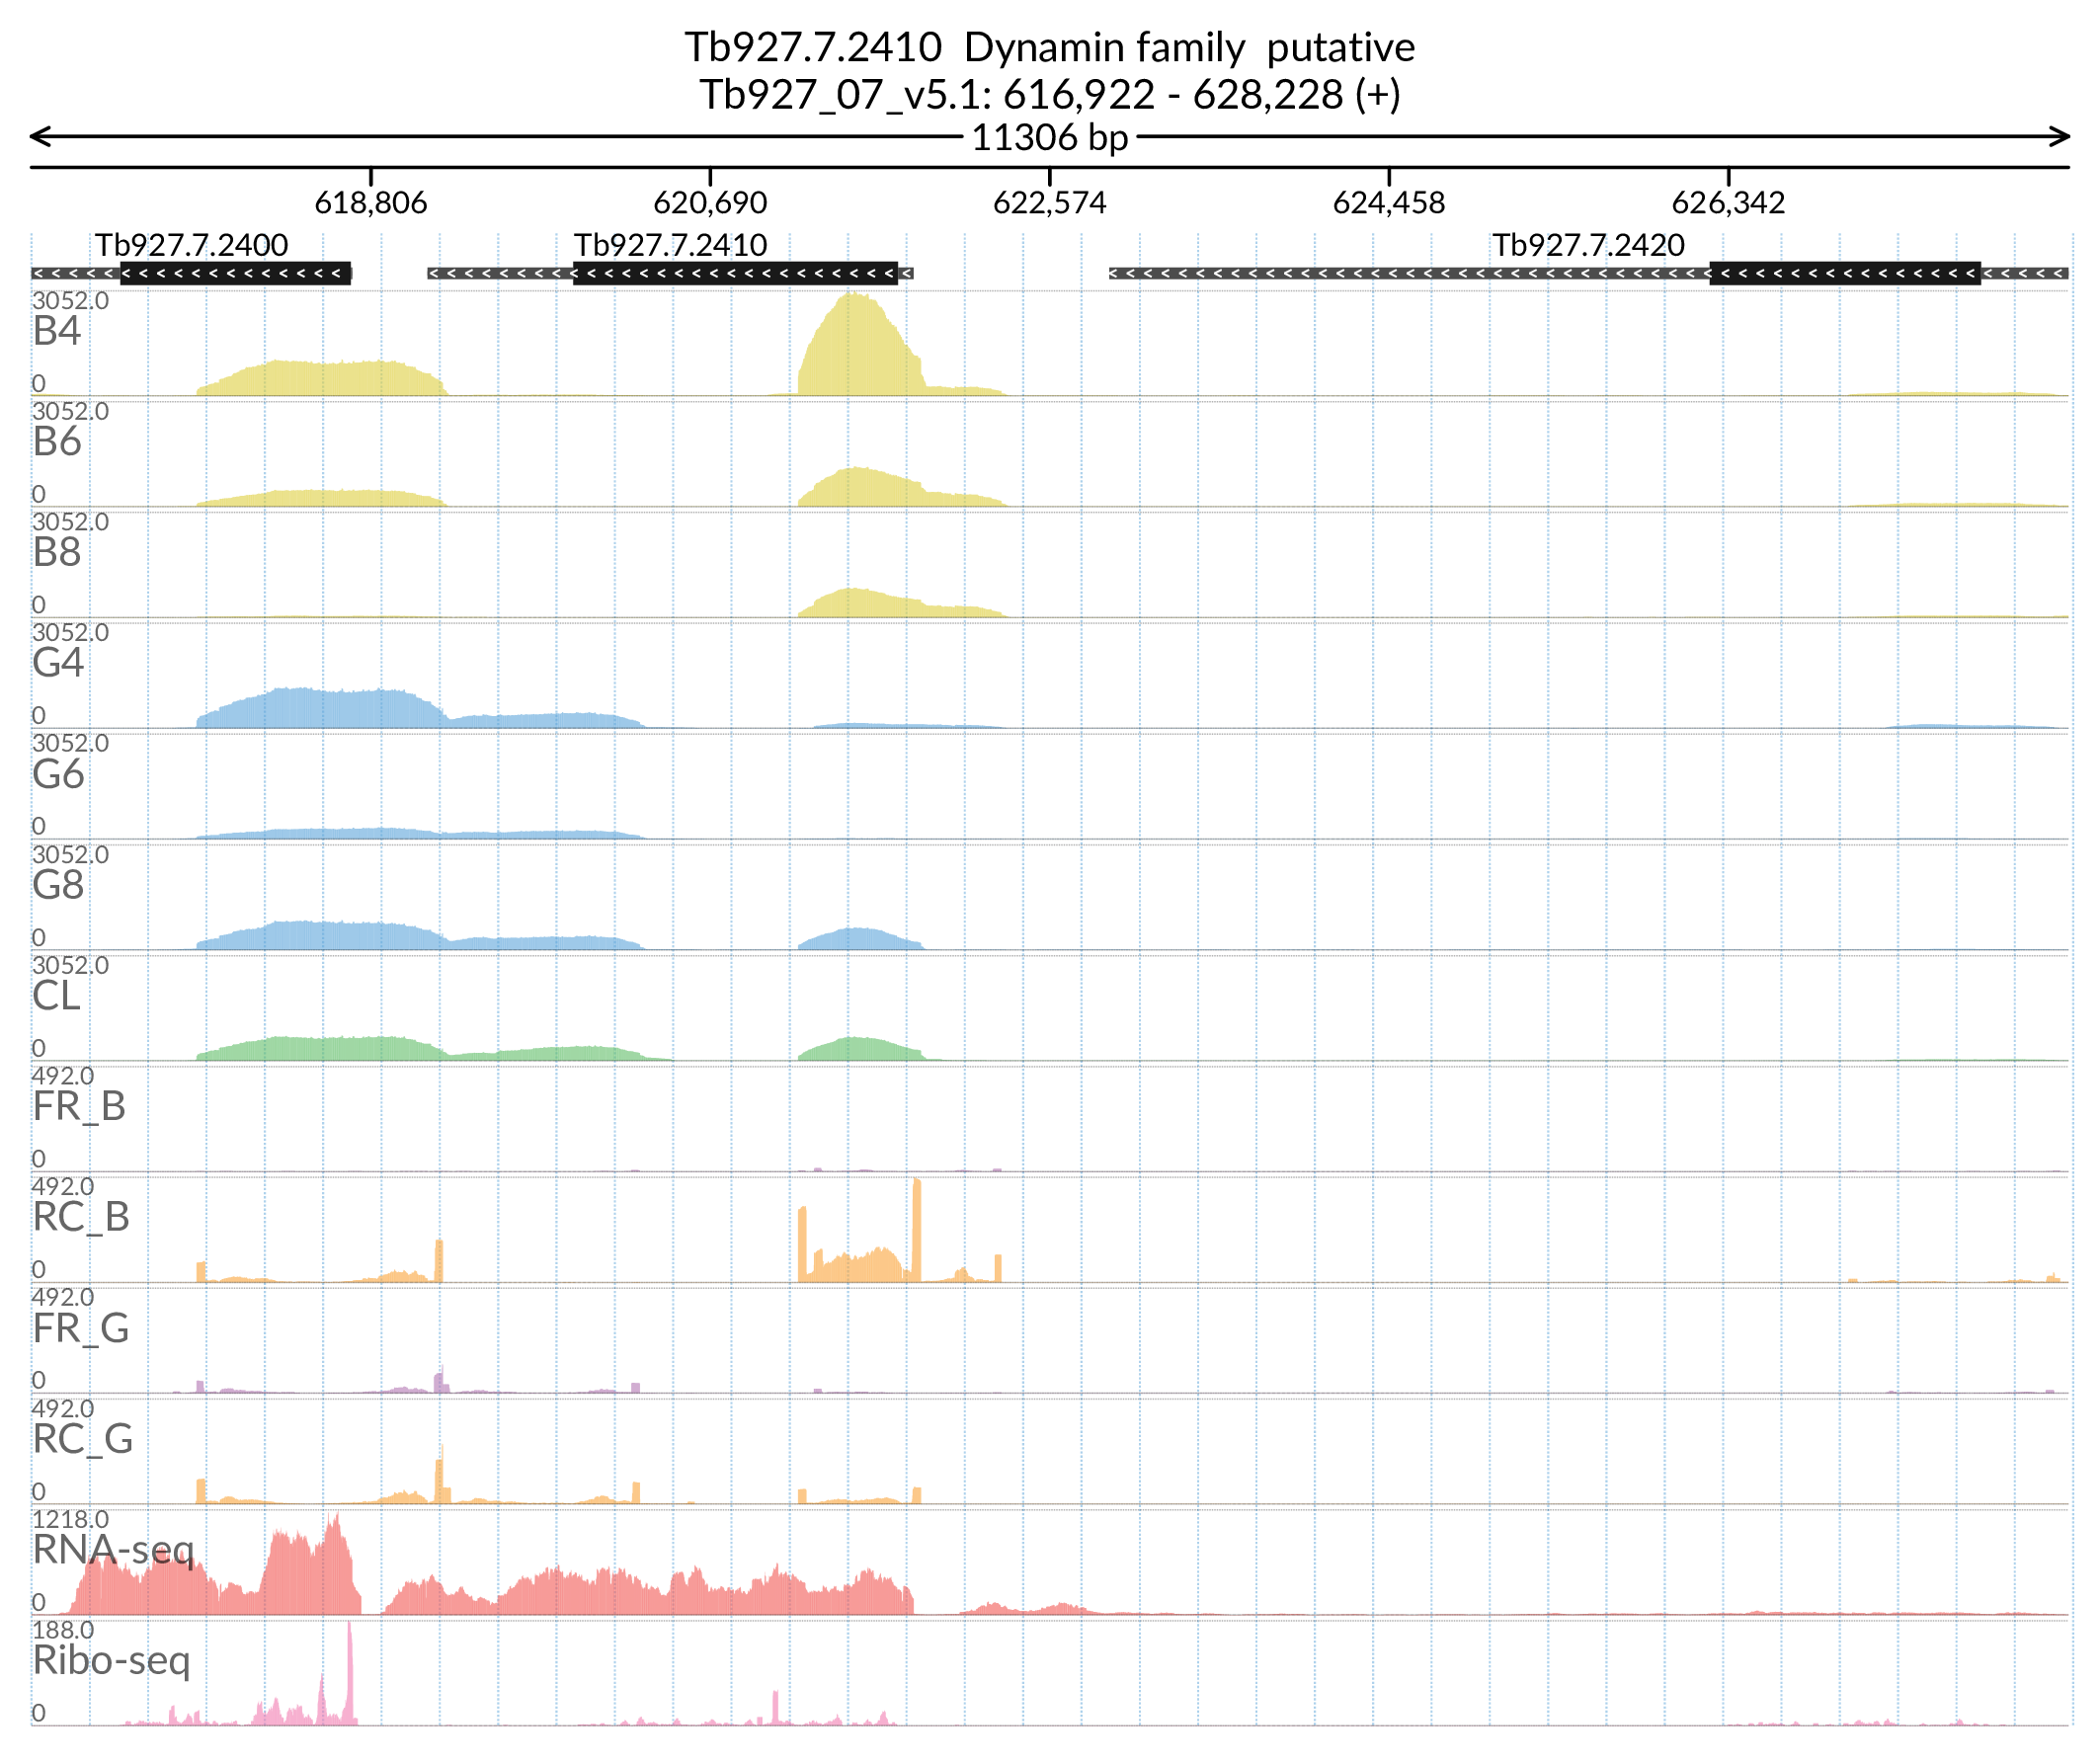 Tb927.7.2410  Dynamin family  putative
Tb927_07_v5.1: 616,922 - 628,228 (+)
11306 bp
618,806 620,690 622,574 624,458 626,342
Tb927.7.2400 Tb927.7.2410 Tb927.7.2420
3052.0
B4
0
3052.0
B6
0
3052.0
B8
0
3052.0
G4
0
3052.0
G6
0
3052.0
G8
0
3052.0
CL
0
492.0
FR_B
0
492.0
RC_B
0
492.0
FR_G
0
492.0
RC_G
0
1218.0
RNA-seq
0
188.0
Ribo-seq
0